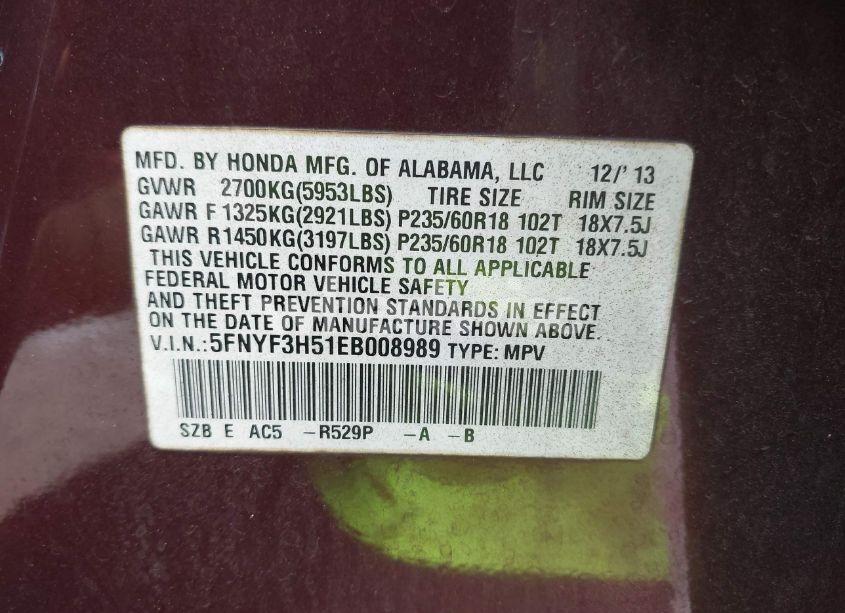 MFD. BY HONDA MFG. OF ALABAMA, LLC 12/' 13
GVWR 2700KG(5953LBS) TIRE SIZE RIM SIZE
GAWR F 1325KG(2921LBS) P235/60R18 102T 18X7.5J
GAWR R1450KG(3197LBS) P235/60R18 102T 18X7.5J
THIS VEHICLE CONFORMS TO ALL APPLICABLE
FEDERAL MOTOR VEHICLE SAFETY
AND THEFT PREVENTION STANDARDS IN EFFECT
ON THE DATE OF MANUFACTURE SHOWN ABOVE.
V.I.N.:5FNYF3H51EB008989 TYPE: MPV
SZB E AC5 -R529P -A -B